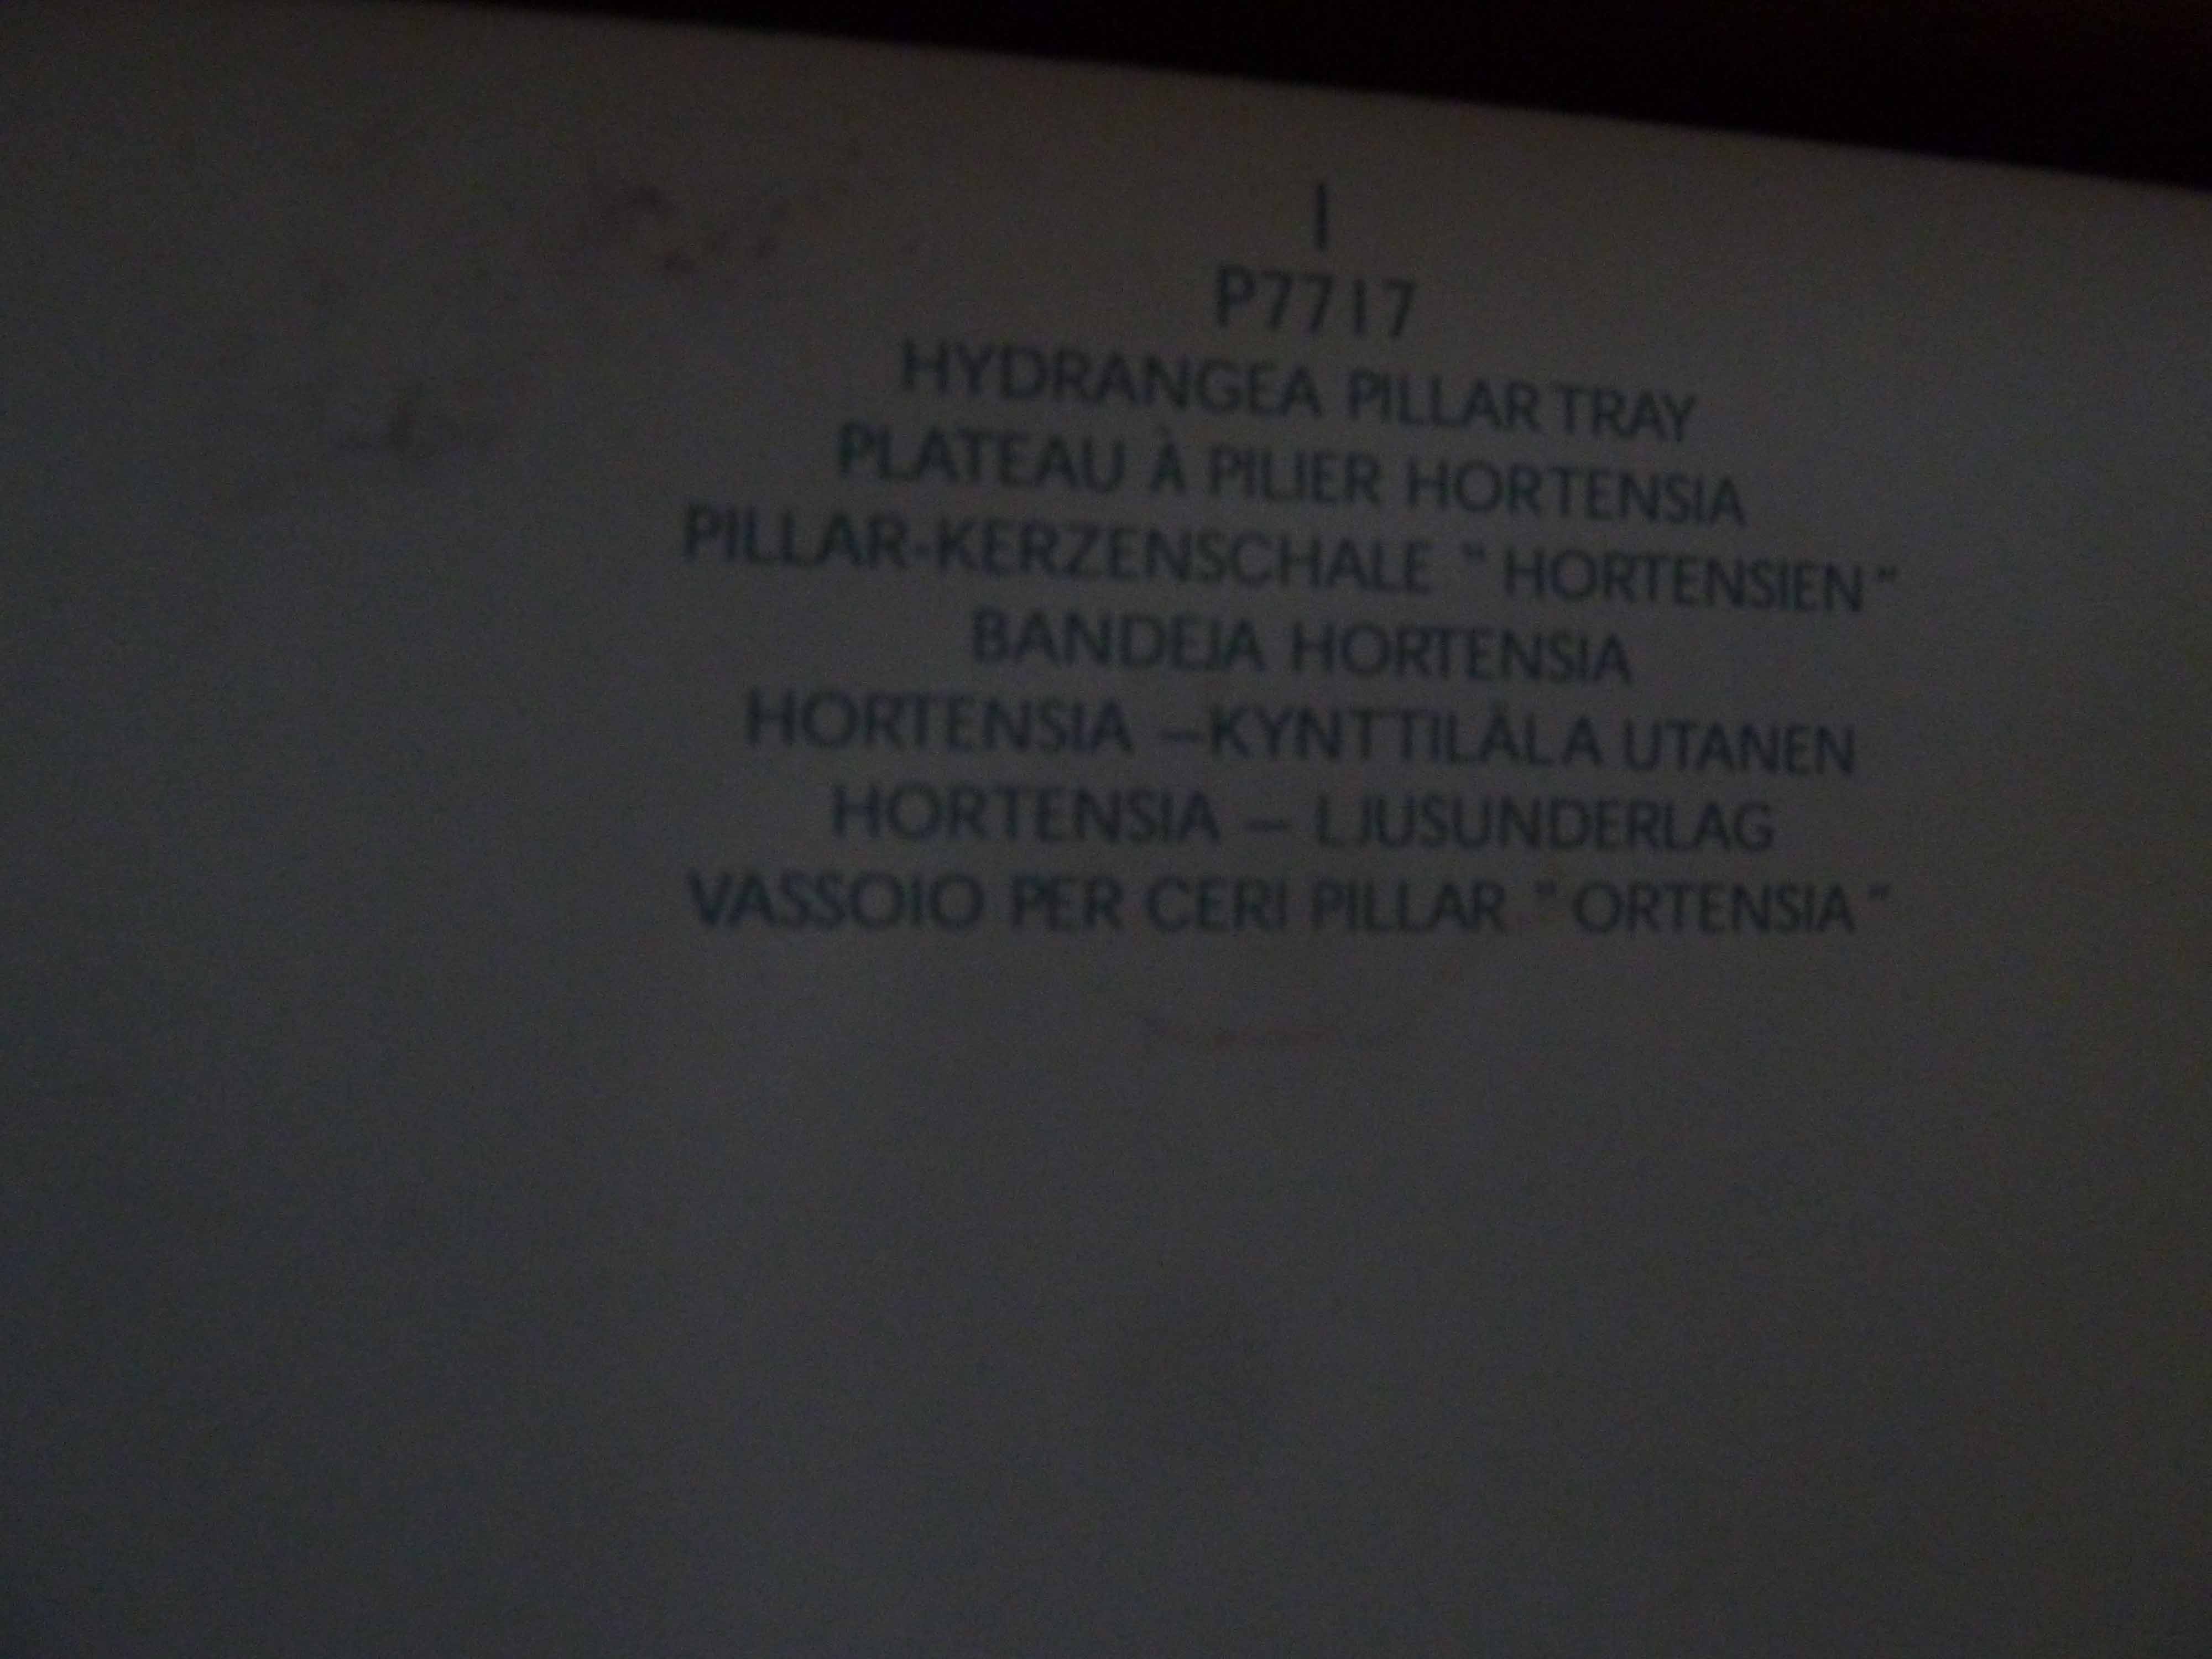 1
P7717
HYDRANGEA PILLAR TRAY
PLATEAU À PILIER HORTENSIA
PILLAR-KERZENSCHALE "HORTENSIEN"
BANDEJA HORTENSIA
HORTENSIA –KYNTTILÄLA UTANEN
HORTENSIA – LJUSUNDERLAG
VASSOIO PER CERI PILLAR "ORTENSIA"